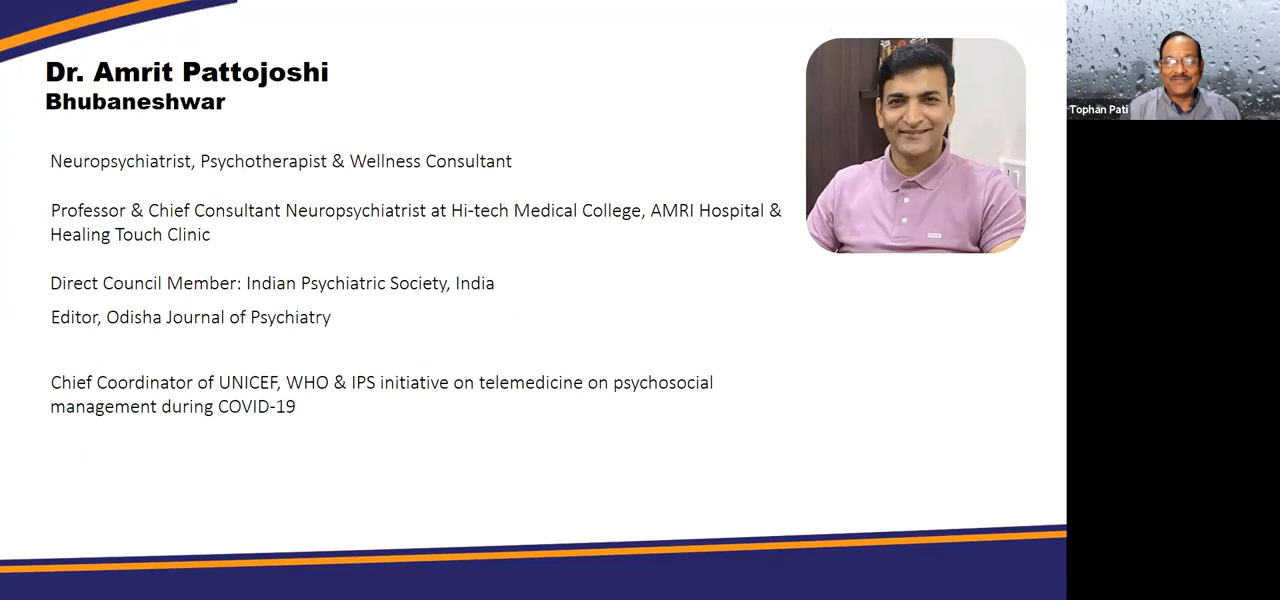 Dr. Amrit Pattojoshi
Bhubaneshwar
Neuropsychiatrist, Psychotherapist & Wellness Consultant
Professor & Chief Consultant Neuropsychiatrist at Hi-tech Medical College, AMRI Hospital &
Healing Touch Clinic
Direct Council Member: Indian Psychiatric Society, India
Editor, Odisha Journal of Psychiatry
Chief Coordinator of UNICEF, WHO & IPS initiative on telemedicine on psychosocial
management during COVID-19
Tophan Pati